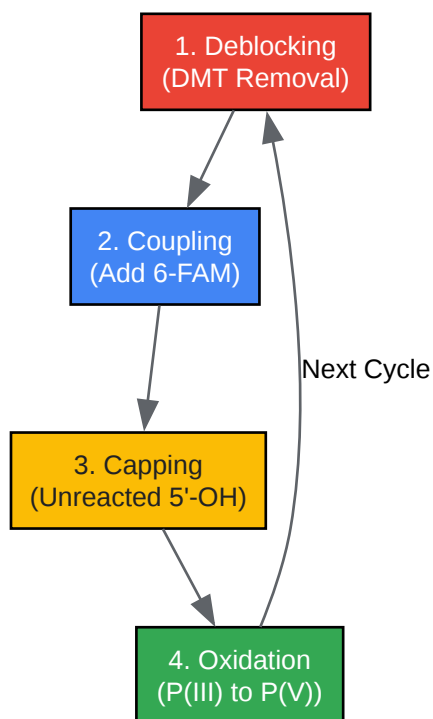 1. Deblocking
(DMT Removal)
2. Coupling
(Add 6-FAM)
Next Cycle
3. Capping
(Unreacted 5'-OH)
4. Oxidation
(P(III) to P(V))